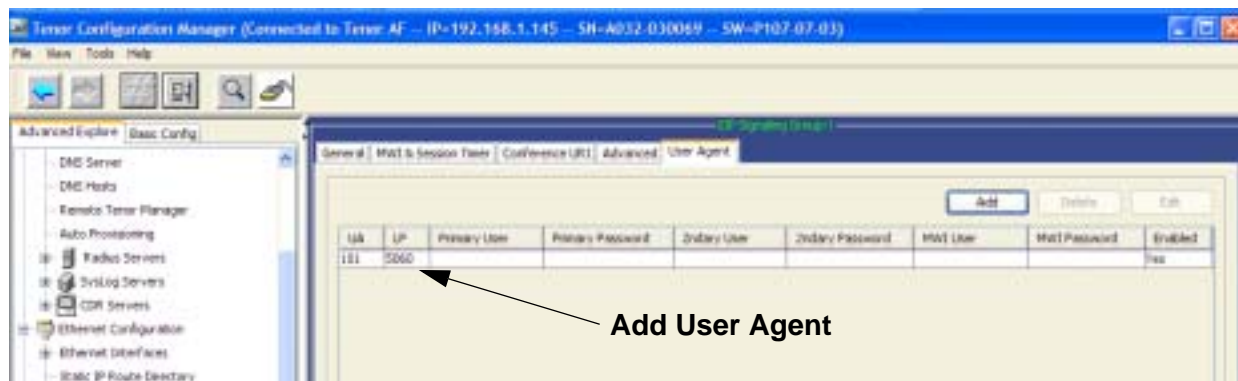 Tenor Configuration Manager (Connected to Tenor AF -- IP=192.168.1.145 -- SN=A032-030069 -- SW=P107-07-03)
File View Tools Help
Advanced Explore Basic Config
SIP Signaling Group-1
General MWI & Session Timer Conference URI Advanced User Agent
DNS Server
DNS Hosts
Remote Tenor Manager
Auto Provisioning
Radius Servers
SysLog Servers
CDR Servers
Ethernet Configuration
Ethernet Interfaces
Static IP Route Directory
Add Delete Edit
UA LP Primary User Primary Password 2ndary User 2ndary Password MWI User MWI Password Enabled
101 5060 Yes
Add User Agent